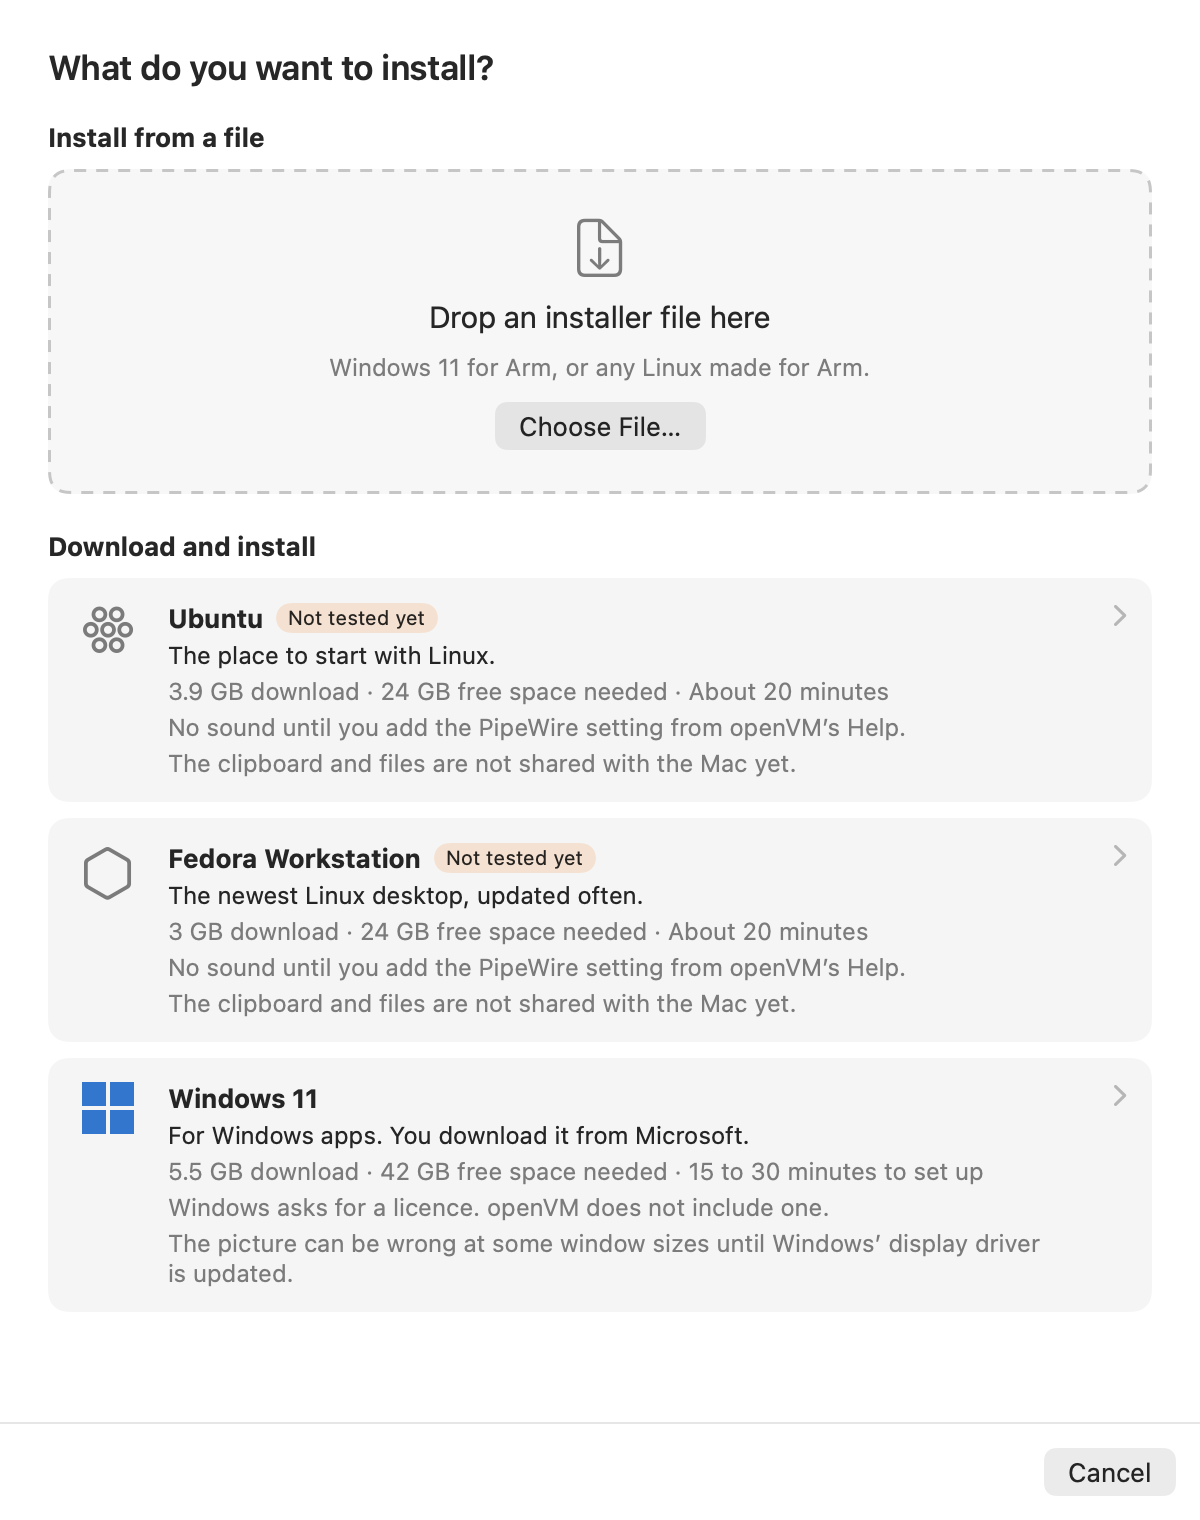 What do you want to install?
Install from a file
Drop an installer file here
Windows 11 for Arm, or any Linux made for Arm.
Choose File...
Download and install
Ubuntu Not tested yet
The place to start with Linux.
3.9 GB download · 24 GB free space needed · About 20 minutes
No sound until you add the PipeWire setting from openVM’s Help.
The clipboard and files are not shared with the Mac yet.
Fedora Workstation Not tested yet
The newest Linux desktop, updated often.
3 GB download · 24 GB free space needed · About 20 minutes
No sound until you add the PipeWire setting from openVM’s Help.
The clipboard and files are not shared with the Mac yet.
Windows 11
For Windows apps. You download it from Microsoft.
5.5 GB download · 42 GB free space needed · 15 to 30 minutes to set up
Windows asks for a licence. openVM does not include one.
The picture can be wrong at some window sizes until Windows’ display driver
is updated.
Cancel